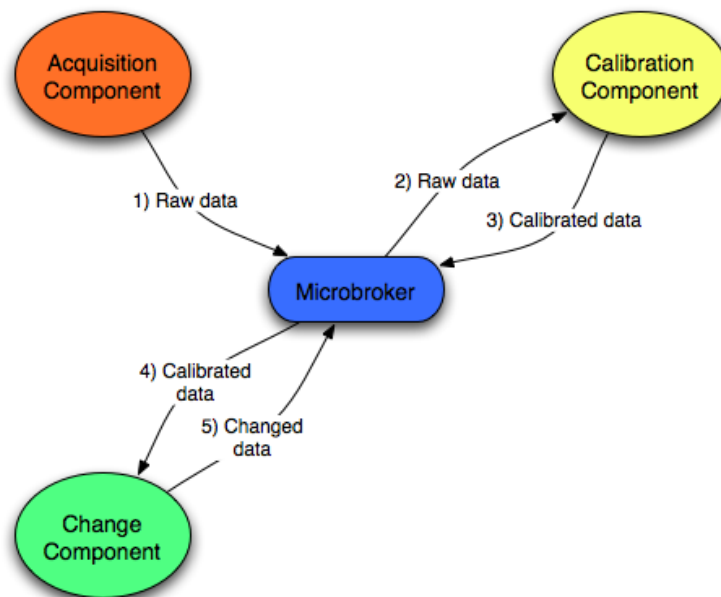 Acquisition
Component
Calibration
Component
1) Raw data
2) Raw data
3) Calibrated data
Microbroker
4) Calibrated
data
5) Changed
data
Change
Component